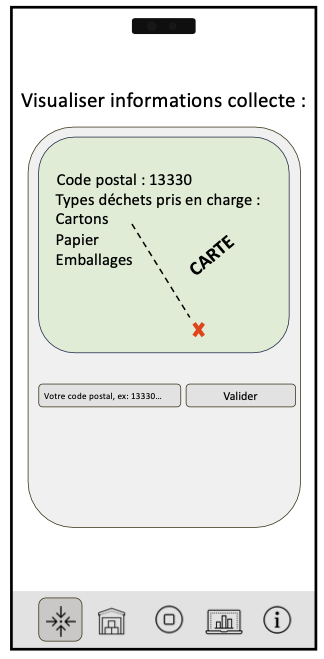 Visualiser informations collecte :
Code postal : 13330
Types déchets pris en charge :
Cartons
Papier
Emballages
CARTE
Votre code postal, ex: 13330...
Valider